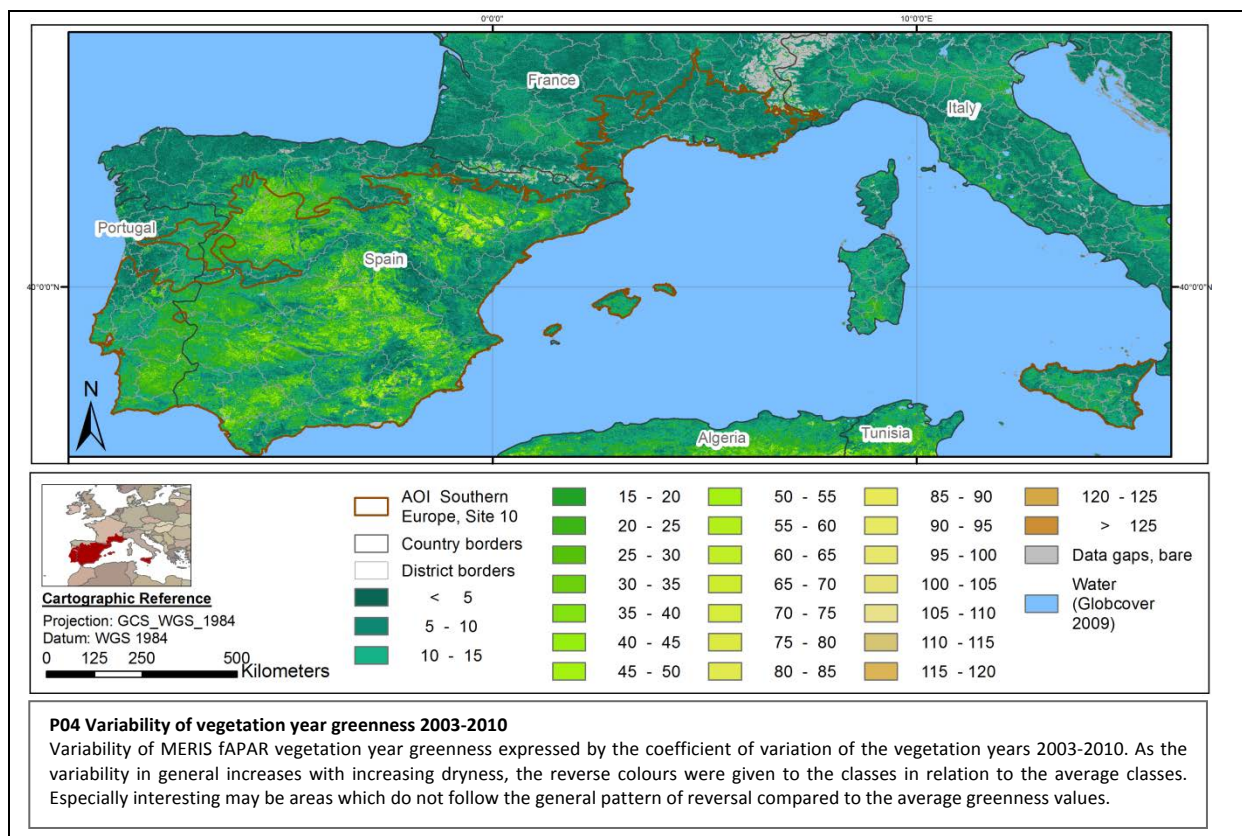 0°0'0"
10°0'0"E
France
Italy
Portugal
Spain
40°0'0"N
40°0'0"N
N
Algeria
Tunisia
AOI Southern
Europe, Site 10
Country borders
District borders
< 5
5 - 10
10 - 15
15 - 20
20 - 25
25 - 30
30 - 35
35 - 40
40 - 45
45 - 50
50 - 55
55 - 60
60 - 65
65 - 70
70 - 75
75 - 80
80 - 85
85 - 90
90 - 95
95 - 100
100 - 105
105 - 110
110 - 115
115 - 120
120 - 125
> 125
Data gaps, bare
Water
(Globcover
2009)
Cartographic Reference
Projection: GCS_WGS_1984
Datum: WGS 1984
0 125 250 500
Kilometers
P04 Variability of vegetation year greenness 2003-2010
Variability of MERIS fAPAR vegetation year greenness expressed by the coefficient of variation of the vegetation years 2003-2010. As the
variability in general increases with increasing dryness, the reverse colours were given to the classes in relation to the average classes.
Especially interesting may be areas which do not follow the general pattern of reversal compared to the average greenness values.